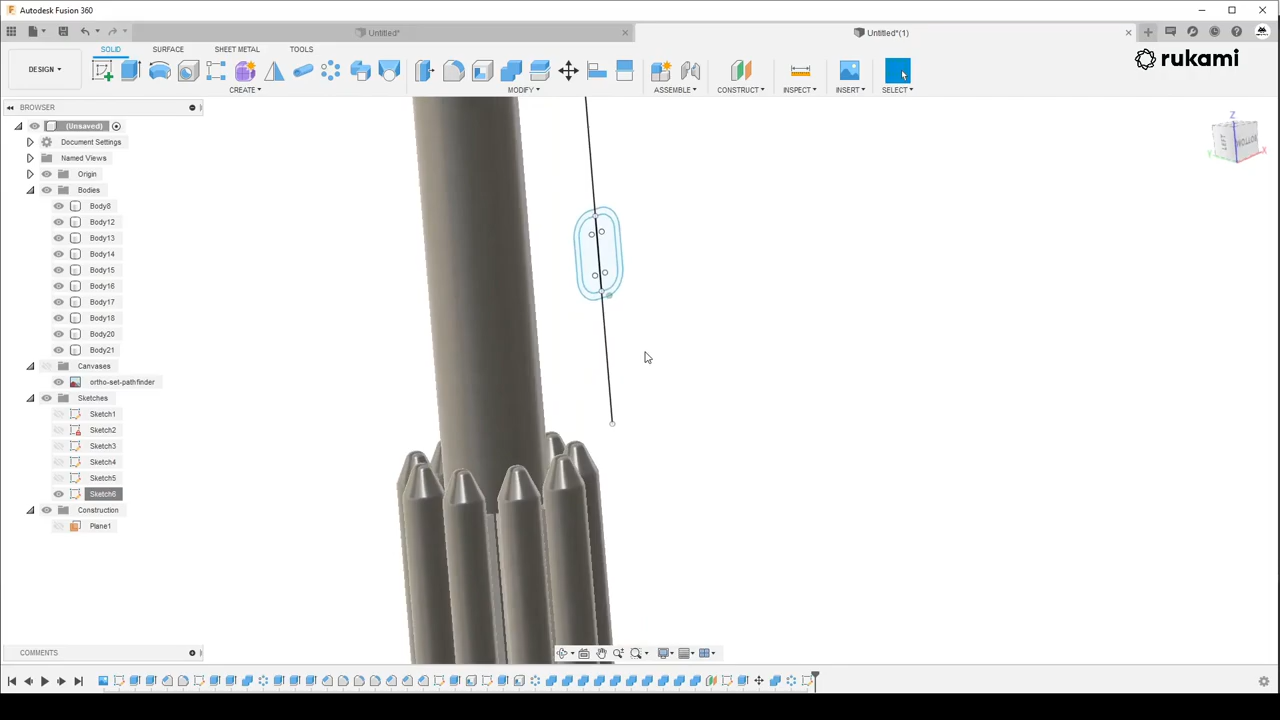 Autodesk Fusion 360
Untitled*
Untitled*(1)
SOLID SURFACE SHEET METAL TOOLS
DESIGN
CREATE
MODIFY
ASSEMBLE
CONSTRUCT
INSPECT
INSERT
SELECT
rukami
BROWSER
(Unsaved)
Document Settings
Named Views
Origin
Bodies
Body8
Body12
Body13
Body14
Body15
Body16
Body17
Body18
Body20
Body21
Canvases
ortho-set-pathfinder
Sketches
Sketch1
Sketch2
Sketch3
Sketch4
Sketch5
Sketch6
Construction
Plane1
Z
LEFT
BOTTOM
Y
X
COMMENTS